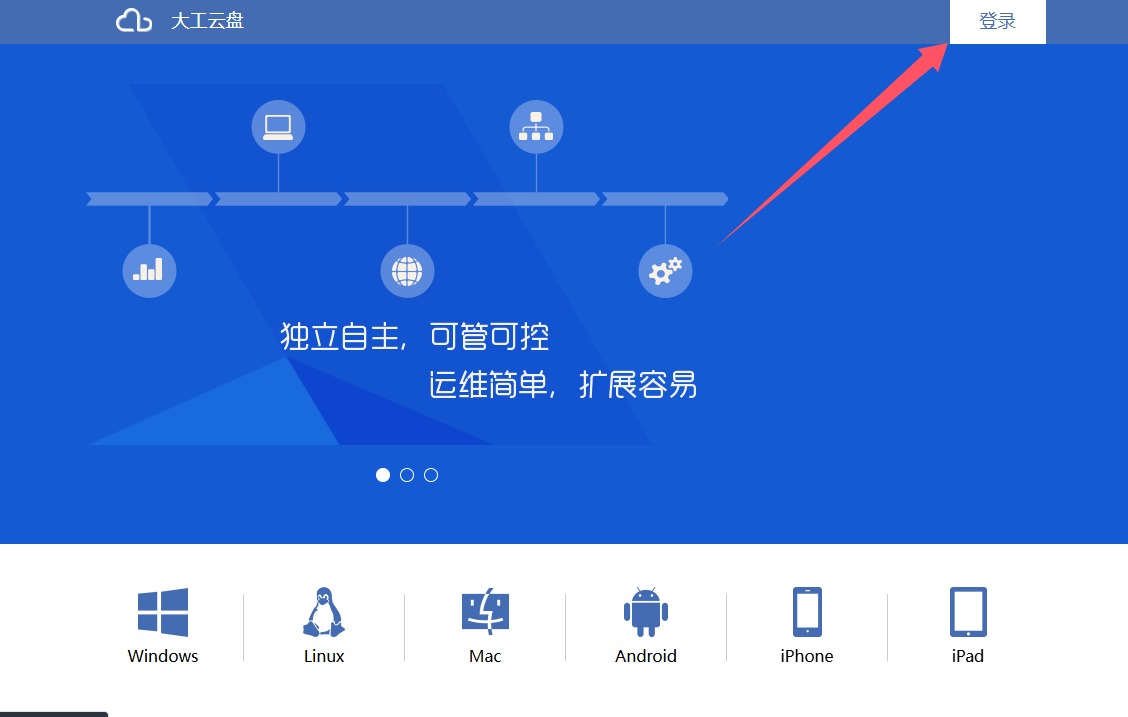 大工云盘
登录
独立自主，可管可控
运维简单，扩展容易
Windows
Linux
Mac
Android
iPhone
iPad